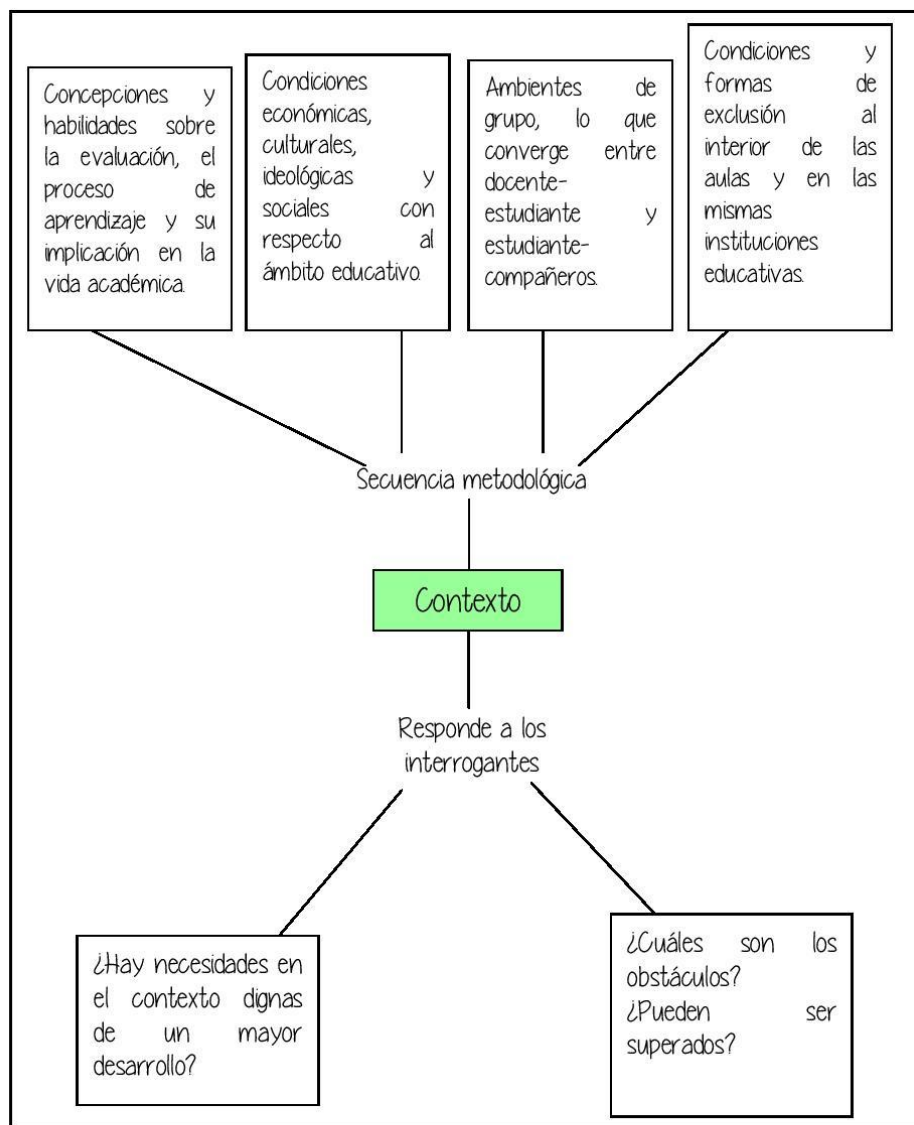 Concepciones y
habilidades sobre
la evaluación, el
proceso de
aprendizaje y su
implicación en la
vida académica.
Condiciones
económicas,
culturales,
ideológicas y
sociales con
respecto al
ámbito educativo.
Ambientes de
grupo, lo que
converge entre
docente-
estudiante y
estudiante-
compañeros.
Condiciones y
formas de
exclusión al
interior de las
aulas y en las
mismas
instituciones
educativas.
Secuencia metodológica
Contexto
Responde a los
interrogantes
¿Hay necesidades en
el contexto dignas
de un mayor
desarrollo?
¿Cuáles son los
obstáculos?
¿Pueden ser
superados?